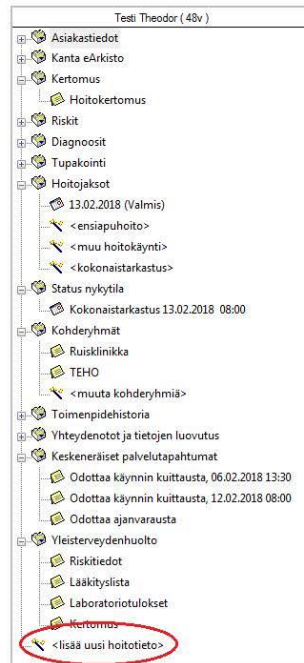 Testi Theodor ( 48v )
Asiakastiedot
Kanta eArkisto
Kertomus
Hoitokertomus
Riskit
Diagnoosit
Tupakointi
Hoitojaksot
13.02.2018 (Valmis)
<ensiapuhoito>
<muu hoitokäynti>
<kokonaistarkastus>
Status nykytila
Kokonaistarkastus 13.02.2018 08:00
Kohderyhmät
Ruisklinikka
TEHO
<muuta kohderyhmiä>
Toimenpidehistoria
Yhteydenotot ja tietojen luovutus
Keskeneräiset palvelutapahtumat
Odottaa käynnin kuittausta, 06.02.2018 13:30
Odottaa käynnin kuittausta, 12.02.2018 08:00
Odottaa ajanvarausta
Yleisterveydenhuolto
Riskitiedot
Lääkityslista
Laboratoriotulokset
Kertomus
<lisää uusi hoitotieto>